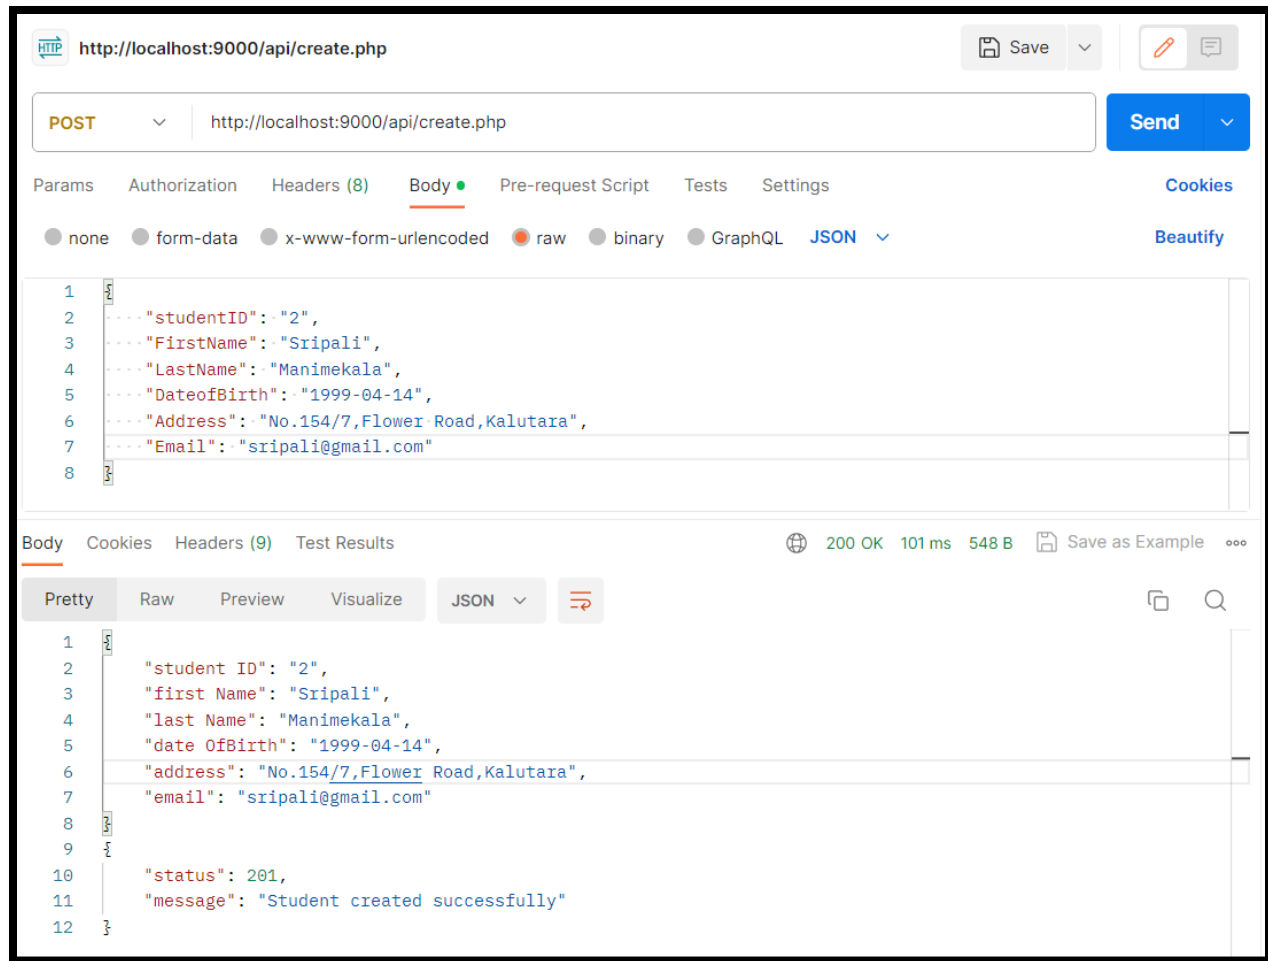 HTTP http://localhost:9000/api/create.php Save
POST http://localhost:9000/api/create.php Send
Params Authorization Headers (8) Body Pre-request Script Tests Settings Cookies
none form-data x-www-form-urlencoded raw binary GraphQL JSON Beautify
1 {
2 "studentID": "2",
3 "FirstName": "Sripali",
4 "LastName": "Manimekala",
5 "DateofBirth": "1999-04-14",
6 "Address": "No.154/7,Flower Road,Kalutara",
7 "Email": "sripali@gmail.com"
8 }
Body Cookies Headers (9) Test Results 200 OK 101 ms 548 B Save as Example
Pretty Raw Preview Visualize JSON
1 {
2 "student ID": "2",
3 "first Name": "Sripali",
4 "last Name": "Manimekala",
5 "date OfBirth": "1999-04-14",
6 "address": "No.154/7,Flower Road,Kalutara",
7 "email": "sripali@gmail.com"
8 }
9 {
10 "status": 201,
11 "message": "Student created successfully"
12 }